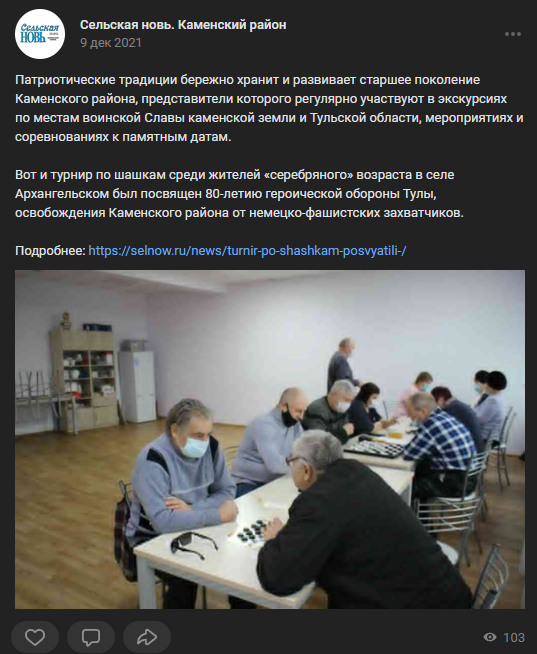 Сельская
НОВЬ
Сельская новь. Каменский район
9 дек 2021
Патриотические традиции бережно хранит и развивает старшее поколение
Каменского района, представители которого регулярно участвуют в экскурсиях
по местам воинской Славы каменской земли и Тульской области, мероприятиях и
соревнованиях к памятным датам.
Вот и турнир по шашкам среди жителей «серебряного» возраста в селе
Архангельском был посвящен 80-летию героической обороны Тулы,
освобождения Каменского района от немецко-фашистских захватчиков.
Подробнее: https://selnow.ru/news/turnir-po-shashkam-posvyatili-/
103